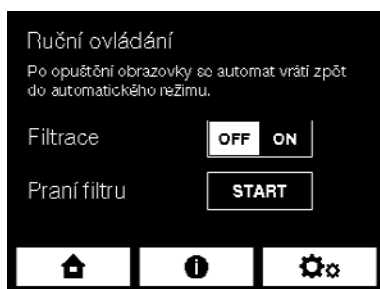 Ruční ovládání
Po opuštění obrazovky se automat vrátí zpět
do automatického režimu.
Filtrace OFF ON
Praní filtru START